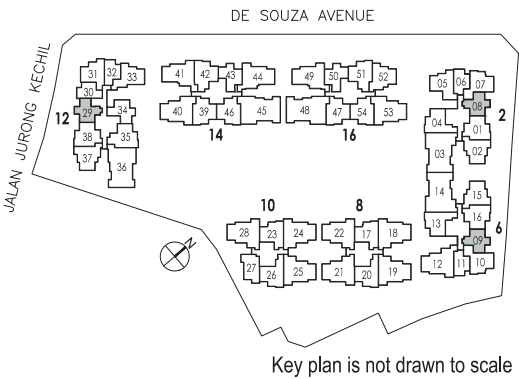 DE SOUZA AVENUE
JALAN JURONG KECHIL
31 32 33
30
12 29 34
38 35
37 36
41 42 43 44
40 39 46 45
14
49 50 51 52
48 47 54 53
16
05 06 07
08 2
04 01
03 02
14 15
13 16
09 6
12 11 10
10
28 23 24
27 26 25
8
22 17 18
21 20 19
N
Key plan is not drawn to scale